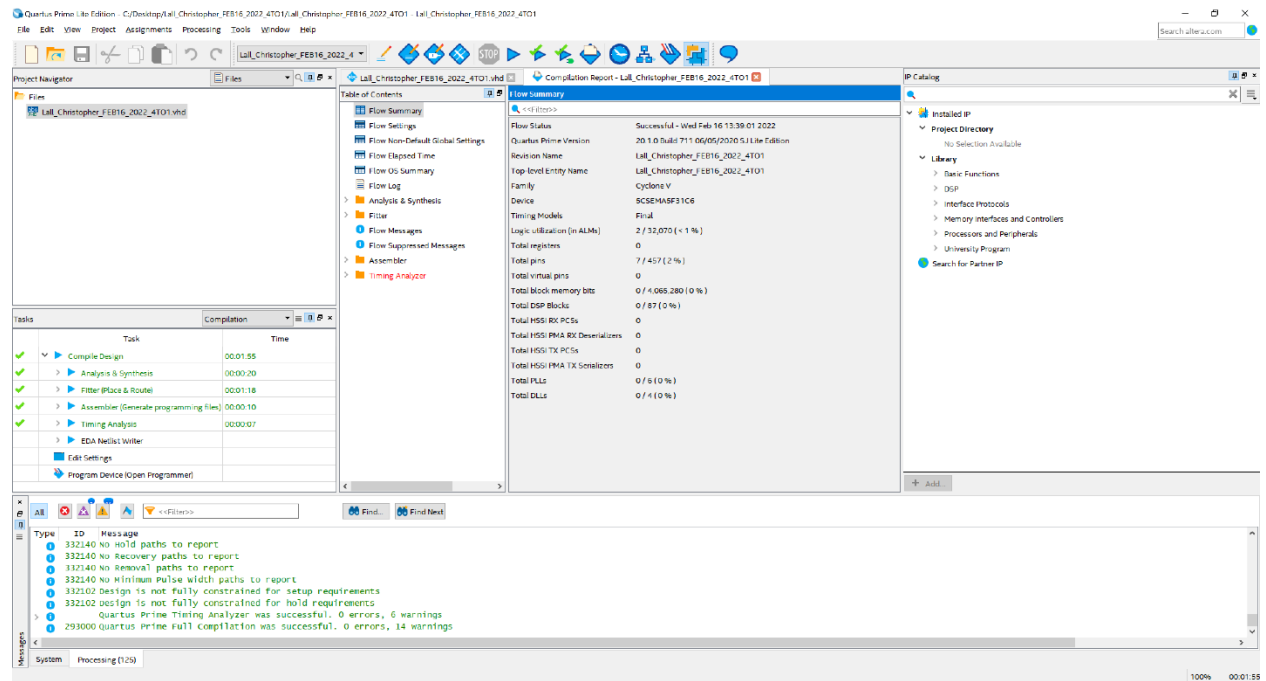 Quartus Prime Lite Edition - C:/Desktop/Lall_Christopher_FEB16_2022_4TO1/Lall_Christopher_FEB16_2022_4TO1 - Lall_Christopher_FEB16_2022_4TO1
File Edit View Project Assignments Processing Tools Window Help
Search altera.com
Lall_Christopher_FEB16_2022_4
STOP
Project Navigator
Files
Files
Lall_Christopher_FEB16_2022_4TO1.vhd
Tasks
Compilation
Task Time
Compile Design 00:01:55
Analysis & Synthesis 00:00:20
Fitter (Place & Route) 00:01:18
Assembler (Generate programming files) 00:00:10
Timing Analysis 00:00:07
EDA Netlist Writer
Edit Settings
Program Device (Open Programmer)
Lall_Christopher_FEB16_2022_4TO1.vhd
Compilation Report - Lall_Christopher_FEB16_2022_4TO1
Table of Contents
Flow Summary
Flow Settings
Flow Non-Default Global Settings
Flow Elapsed Time
Flow OS Summary
Flow Log
Analysis & Synthesis
Fitter
Flow Messages
Flow Suppressed Messages
Assembler
Timing Analyzer
Flow Summary
<<Filter>>
Flow Status Successful - Wed Feb 16 13:39:01 2022
Quartus Prime Version 20.1.0 Build 711 06/05/2020 SJ Lite Edition
Revision Name Lall_Christopher_FEB16_2022_4TO1
Top-level Entity Name Lall_Christopher_FEB16_2022_4TO1
Family Cyclone V
Device 5CSEMA5F31C6
Timing Models Final
Logic utilization (in ALMs) 2 / 32,070 ( < 1 % )
Total registers 0
Total pins 7 / 457 ( 2 % )
Total virtual pins 0
Total block memory bits 0 / 4,065,280 ( 0 % )
Total DSP Blocks 0 / 87 ( 0 % )
Total HSSI RX PCSs 0
Total HSSI PMA RX Deserializers 0
Total HSSI TX PCSs 0
Total HSSI PMA TX Serializers 0
Total PLLs 0 / 6 ( 0 % )
Total DLLs 0 / 4 ( 0 % )
IP Catalog
Installed IP
Project Directory
No Selection Available
Library
Basic Functions
DSP
Interface Protocols
Memory Interfaces and Controllers
Processors and Peripherals
University Program
Search for Partner IP
+ Add...
All
<<Filter>>
Find...
Find Next
Type ID Message
332140 No Hold paths to report
332140 No Recovery paths to report
332140 No Removal paths to report
332140 No Minimum Pulse Width paths to report
332102 Design is not fully constrained for setup requirements
332102 Design is not fully constrained for hold requirements
Quartus Prime Timing Analyzer was successful. 0 errors, 6 warnings
293000 Quartus Prime Full Compilation was successful. 0 errors, 14 warnings
Messages
System Processing (125)
100% 00:01:55